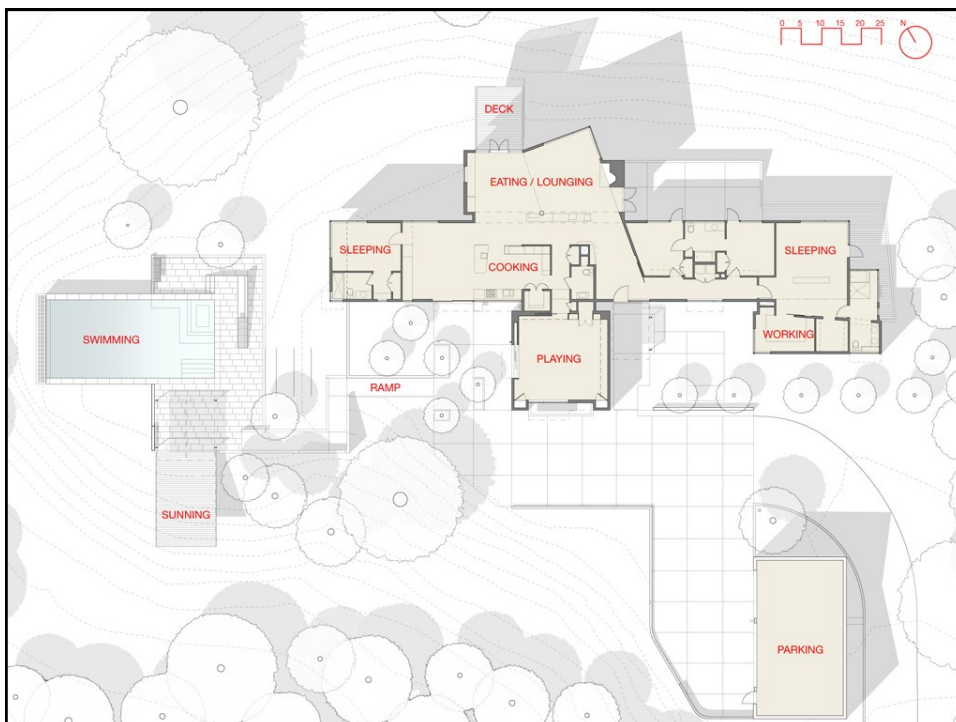 0 5 10 15 20 25 N
DECK
EATING / LOUNGING
SLEEPING
COOKING
SLEEPING
SWIMMING
WORKING
PLAYING
RAMP
SUNNING
PARKING